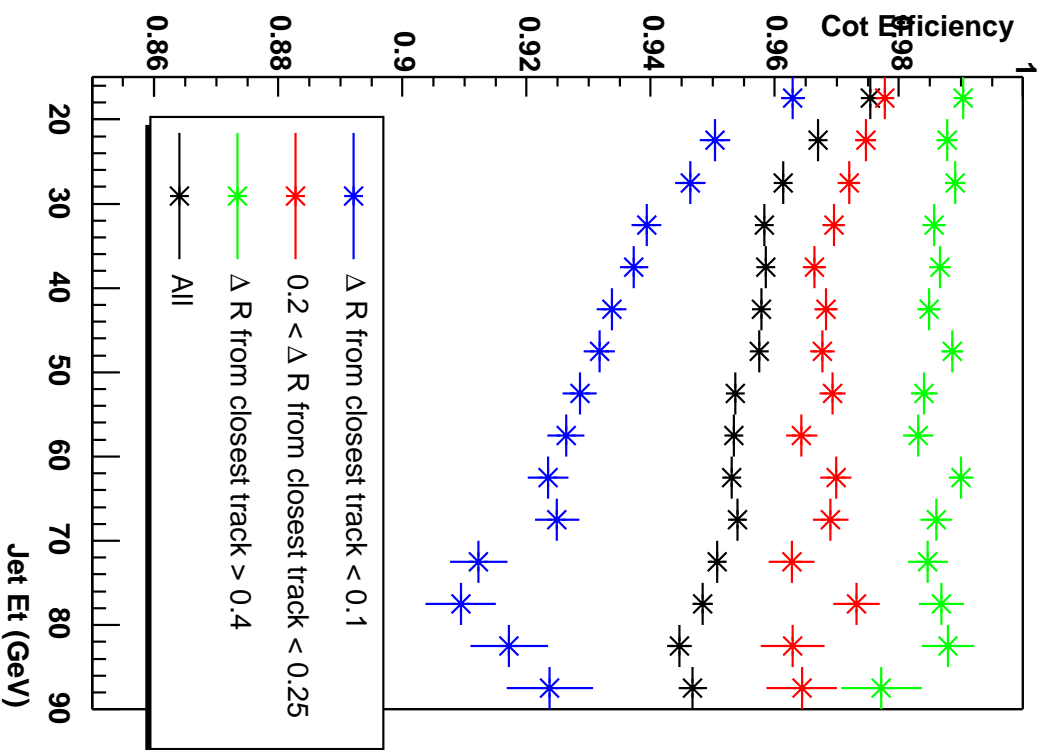 Cot Efficiency
0.86
0.88
0.9
0.92
0.94
0.96
0.98
1
20
30
40
50
60
70
80
90
Jet Et (GeV)
Δ R from closest track < 0.1
0.2 < Δ R from closest track < 0.25
Δ R from closest track > 0.4
All